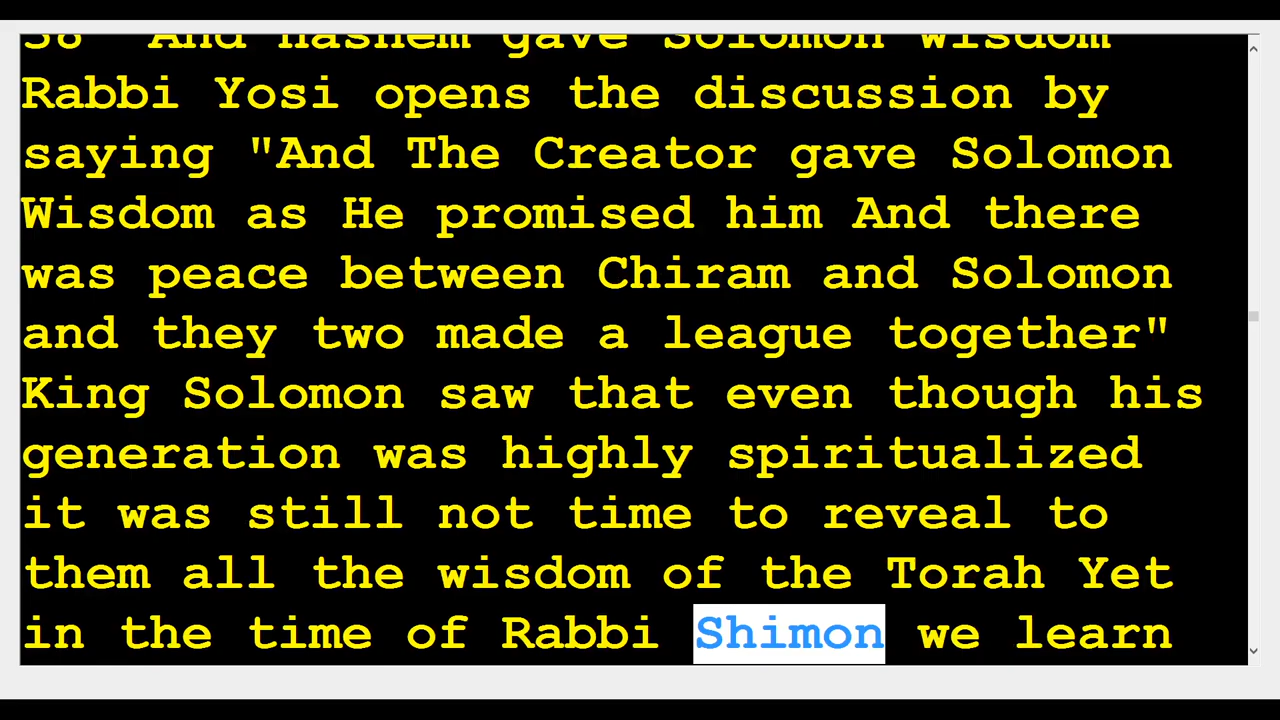 38 "And hashem gave Solomon wisdom
Rabbi Yosi opens the discussion by
saying "And The Creator gave Solomon
Wisdom as He promised him And there
was peace between Chiram and Solomon
and they two made a league together"
King Solomon saw that even though his
generation was highly spiritualized
it was still not time to reveal to
them all the wisdom of the Torah Yet
in the time of Rabbi Shimon we learn